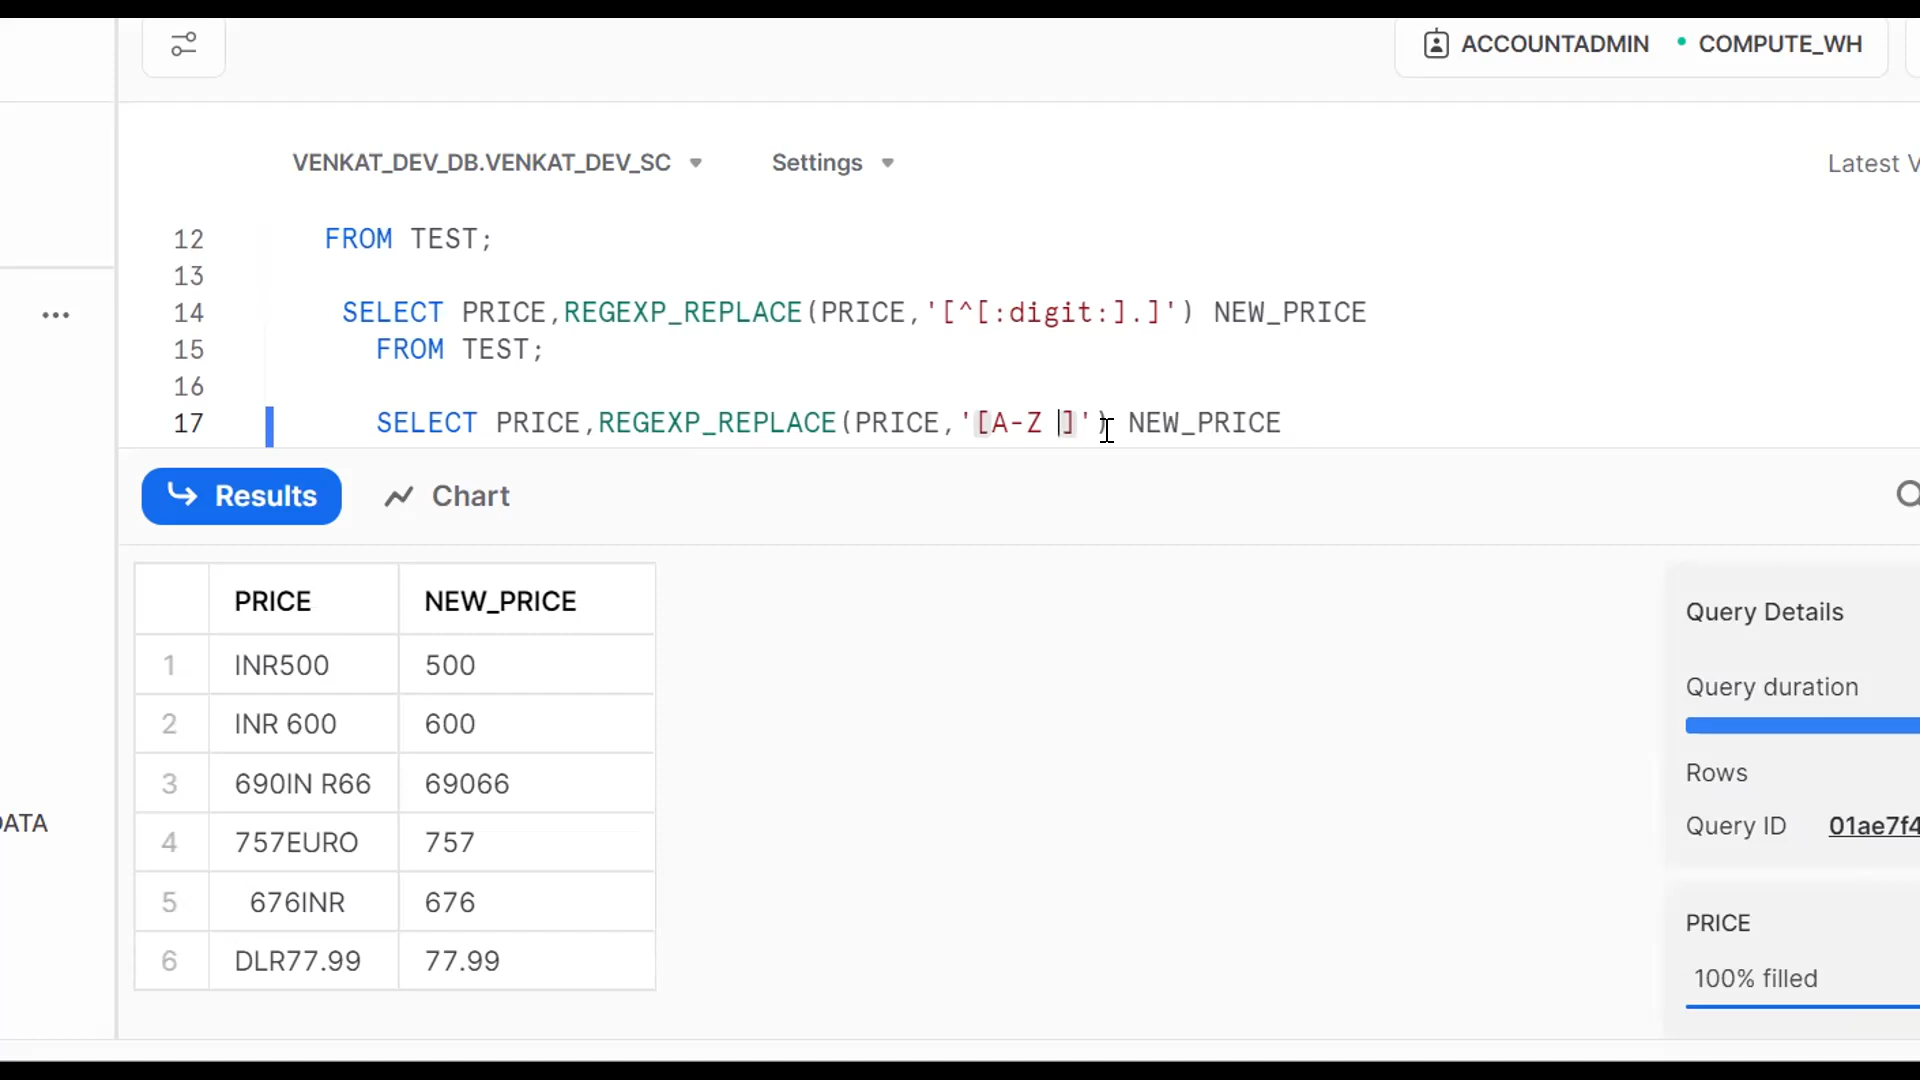 ACCOUNTADMIN COMPUTE_WH
VENKAT_DEV_DB.VENKAT_DEV_SC Settings Latest V
12 FROM TEST;
13
14 SELECT PRICE,REGEXP_REPLACE(PRICE,'[^[:digit:].]') NEW_PRICE
15 FROM TEST;
16
17 SELECT PRICE,REGEXP_REPLACE(PRICE,'[A-Z ]') NEW_PRICE
Results Chart
PRICE NEW_PRICE
1 INR500 500
2 INR 600 600
3 690IN R66 69066
4 757EURO 757
5 676INR 676
6 DLR77.99 77.99
DATA
Query Details
Query duration
Rows
Query ID 01ae7f4
PRICE
100% filled